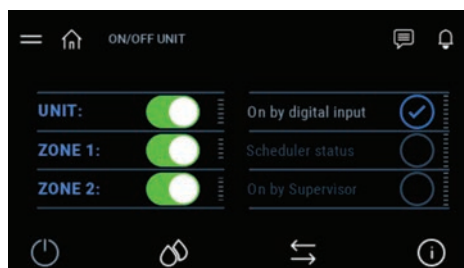 ON/OFF UNIT
UNIT:
On by digital input
ZONE 1:
Scheduler status
ZONE 2:
On by Supervisor